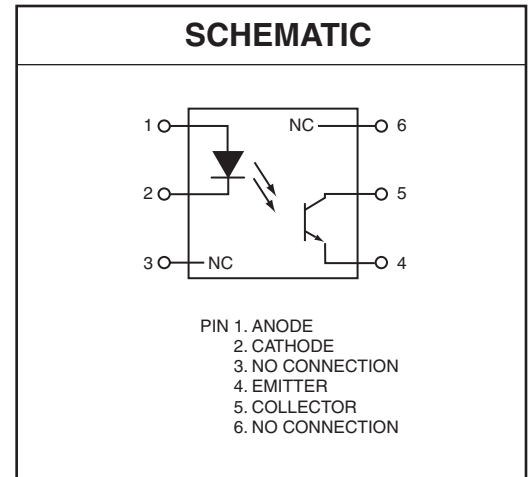 SCHEMATIC
1 NC 6
2 5
3 NC 4
PIN 1. ANODE
2. CATHODE
3. NO CONNECTION
4. EMITTER
5. COLLECTOR
6. NO CONNECTION